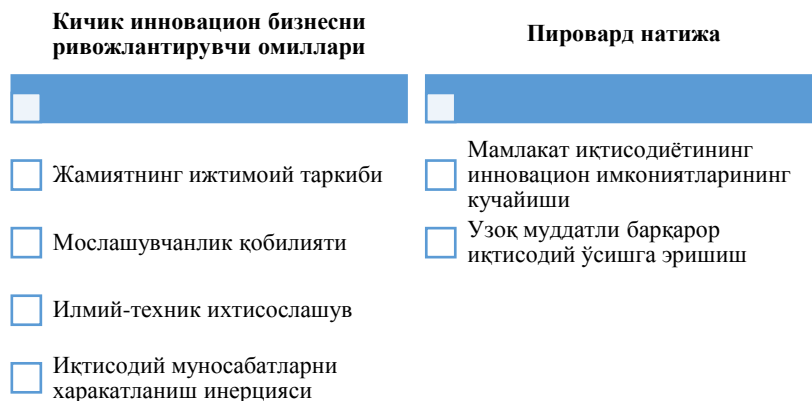 Кичик инновацион бизнесни
ривожлантирувчи омиллари
Жамиятнинг ижтимоий таркиби
Мослашувчанлик қобилияти
Илмий-техник ихтисослашув
Иқтисодий муносабатларни
харакатланиш инерцияси
Пировард натижа
Мамлакат иқтисодиётининг
инновацион имкониятларининг
кучайиши
Узоқ муддатли барқарор
иқтисодий ўсишга эришиш